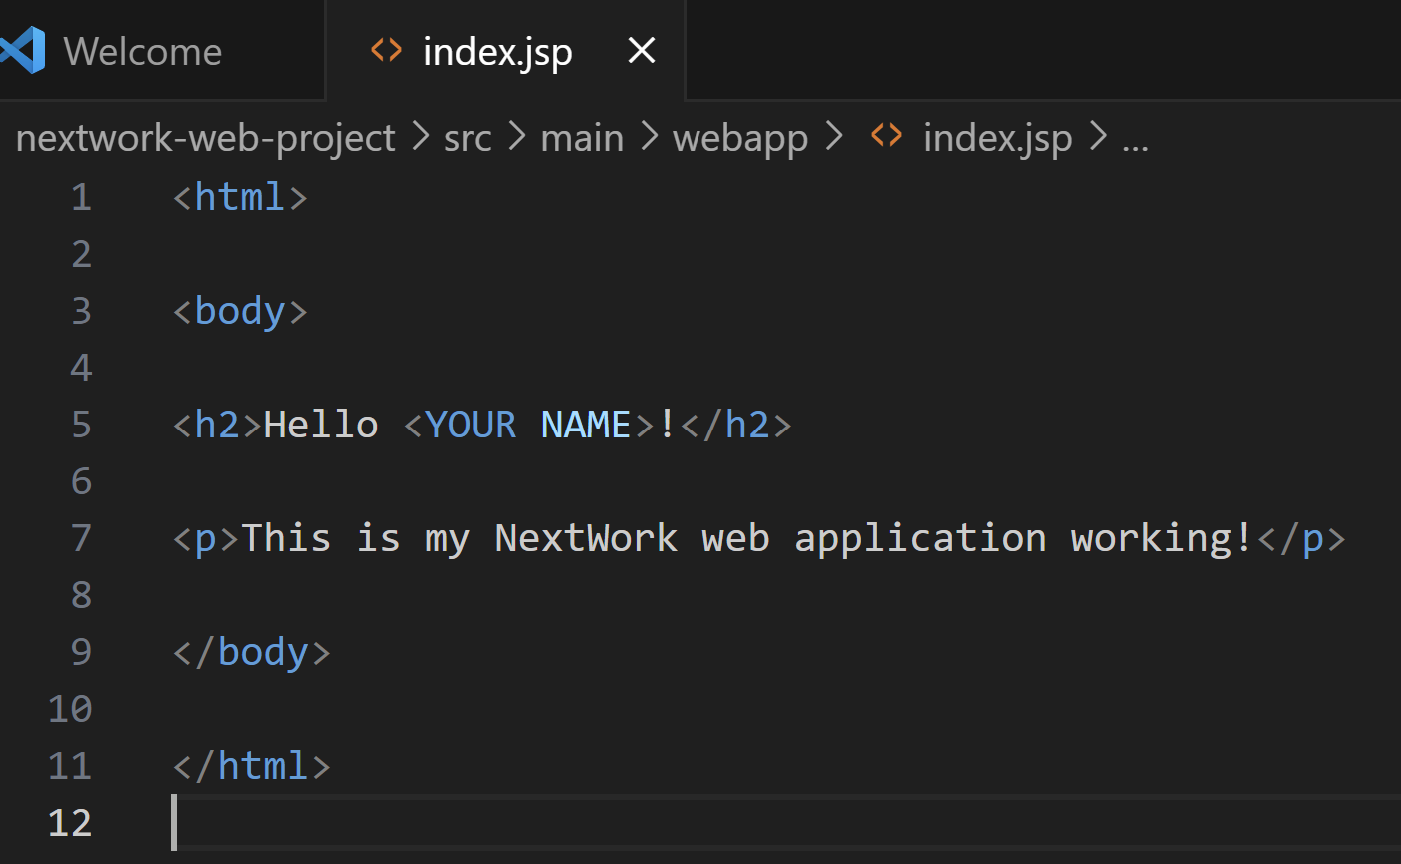 Welcome index.jsp
nextwork-web-project > src > main > webapp > <> index.jsp > ...
1 <html>
2
3 <body>
4
5 <h2>Hello <YOUR NAME>!</h2>
6
7 <p>This is my NextWork web application working!</p>
8
9 </body>
10
11 </html>
12